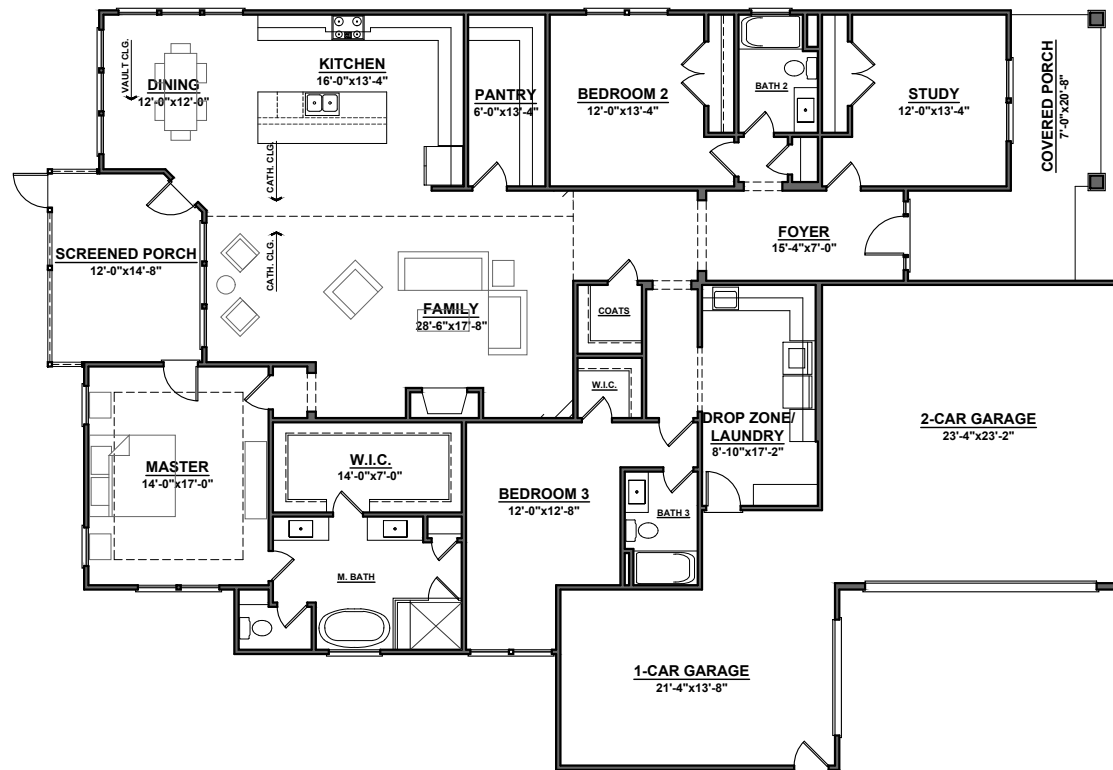 VAULT CLG.
DINING
12'-0"x12'-0"
KITCHEN
16'-0"x13'-4"
PANTRY
6'-0"x13'-4"
BEDROOM 2
12'-0"x13'-4"
BATH 2
STUDY
12'-0"x13'-4"
COVERED PORCH
7'-0"x20'-8"
CATH. CLG.
CATH. CLG.
SCREENED PORCH
12'-0"x14'-8"
FOYER
15'-4"x7'-0"
FAMILY
28'-6"x17'-8"
COATS
W.I.C.
DROP ZONE/
LAUNDRY
8'-10"x17'-2"
2-CAR GARAGE
23'-4"x23'-2"
MASTER
14'-0"x17'-0"
W.I.C.
14'-0"x7'-0"
BEDROOM 3
12'-0"x12'-8"
BATH 3
M. BATH
1-CAR GARAGE
21'-4"x13'-8"